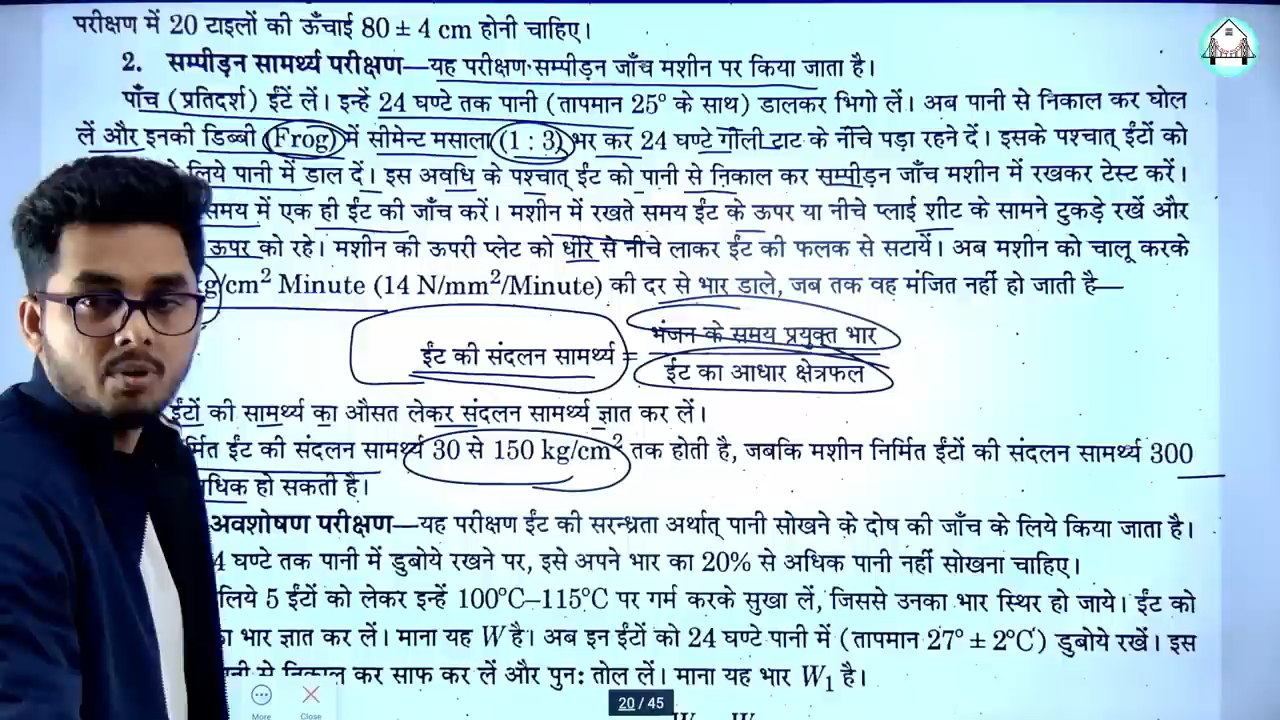 परीक्षण में 20 टाइलों की ऊँचाई 80 ± 4 cm होनी चाहिए।
2. सम्पीड़न सामर्थ्य परीक्षण—यह परीक्षण सम्पीड़न जाँच मशीन पर किया जाता है।
पाँच (प्रतिदर्श) ईंटें लें। इन्हें 24 घण्टे तक पानी (तापमान 25° के साथ) डालकर भिगो लें। अब पानी से निकाल कर घोल
लें और इनकी डिब्बी (Frog) में सीमेन्ट मसाला (1 : 3) भर कर 24 घण्टे गीली टाट के नीचे पड़ा रहने दें। इसके पश्चात् ईंटों को
लिये पानी में डाल दें। इस अवधि के पश्चात् ईंट को पानी से निकाल कर सम्पीड़न जाँच मशीन में रखकर टेस्ट करें।
समय में एक ही ईंट की जाँच करें। मशीन में रखते समय ईंट के ऊपर या नीचे प्लाई शीट के सामने टुकड़े रखें और
ऊपर को रहे। मशीन की ऊपरी प्लेट को धीरे से नीचे लाकर ईंट की फलक से सटायें। अब मशीन को चालू करके
g/cm² Minute (14 N/mm²/Minute) की दर से भार डाले, जब तक वह मंजित नहीं हो जाती है—
ईंट की संदलन सामर्थ्य = भंजन के समय प्रयुक्त भार
ईंट का आधार क्षेत्रफल
ईंटों की सामर्थ्य का औसत लेकर संदलन सामर्थ्य ज्ञात कर लें।
र्मित ईंट की संदलन सामर्थ्य 30 से 150 kg/cm² तक होती है, जबकि मशीन निर्मित ईंटों की संदलन सामर्थ्य 300
धिक हो सकती है।
अवशोषण परीक्षण—यह परीक्षण ईंट की सरन्ध्रता अर्थात् पानी सोखने के दोष की जाँच के लिये किया जाता है।
4 घण्टे तक पानी में डुबोये रखने पर, इसे अपने भार का 20% से अधिक पानी नहीं सोखना चाहिए।
लिये 5 ईंटों को लेकर इन्हें 100°C–115°C पर गर्म करके सुखा लें, जिससे उनका भार स्थिर हो जाये। ईंट को
भार ज्ञात कर लें। माना यह W है। अब इन ईंटों को 24 घण्टे पानी में (तापमान 27° ± 2°C) डुबोये रखें। इस
से निकाल कर साफ कर लें और पुनः तोल लें। माना यह भार W₁ है।
More Close
20 / 45